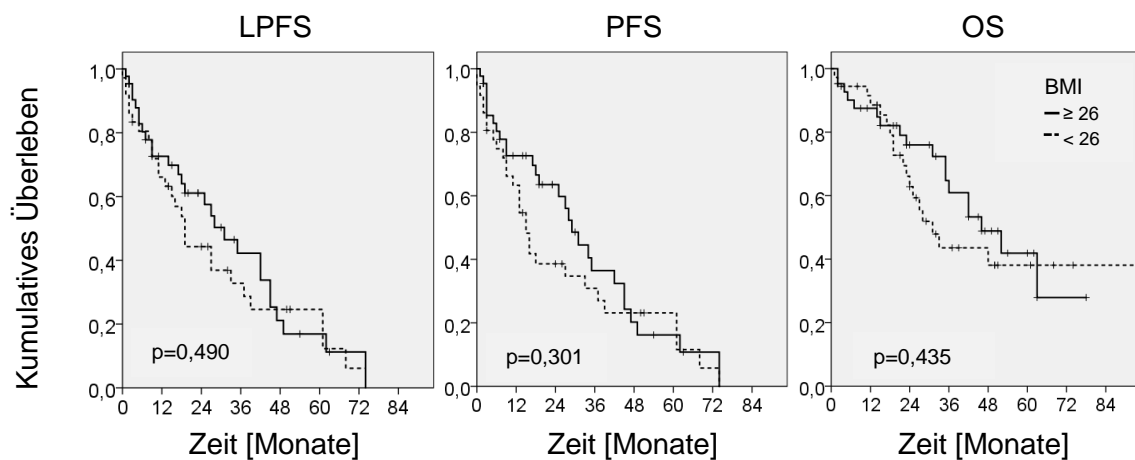 LPFS PFS OS
Kumulatives Überleben
1,0 1,0 1,0
BMI
≥ 26
< 26
0,8 0,8 0,8
0,6 0,6 0,6
0,4 0,4 0,4
0,2 0,2 0,2
p=0,490 p=0,301 p=0,435
0,0 0,0 0,0
0 12 24 36 48 60 72 84 0 12 24 36 48 60 72 84 0 12 24 36 48 60 72 84
Zeit [Monate] Zeit [Monate] Zeit [Monate]